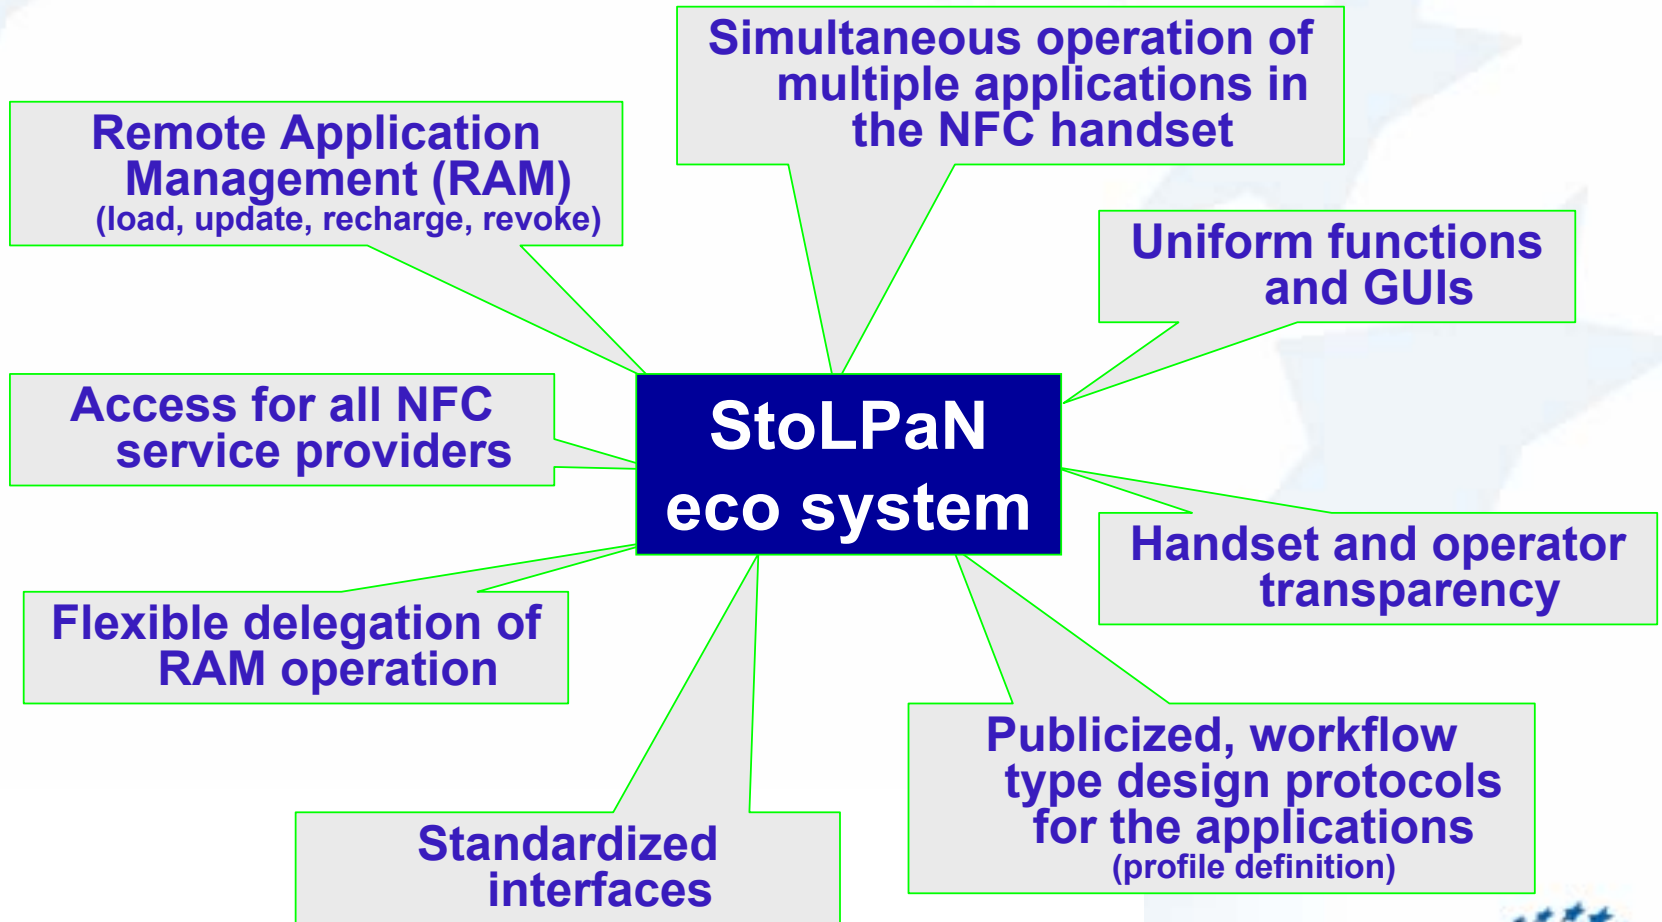 Simultaneous operation of
multiple applications in
the NFC handset
Remote Application
Management (RAM)
(load, update, recharge, revoke)
Uniform functions
and GUIs
Access for all NFC
service providers
StoLPaN
eco system
Handset and operator
transparency
Flexible delegation of
RAM operation
Publicized, workflow
type design protocols
for the applications
(profile definition)
Standardized
interfaces